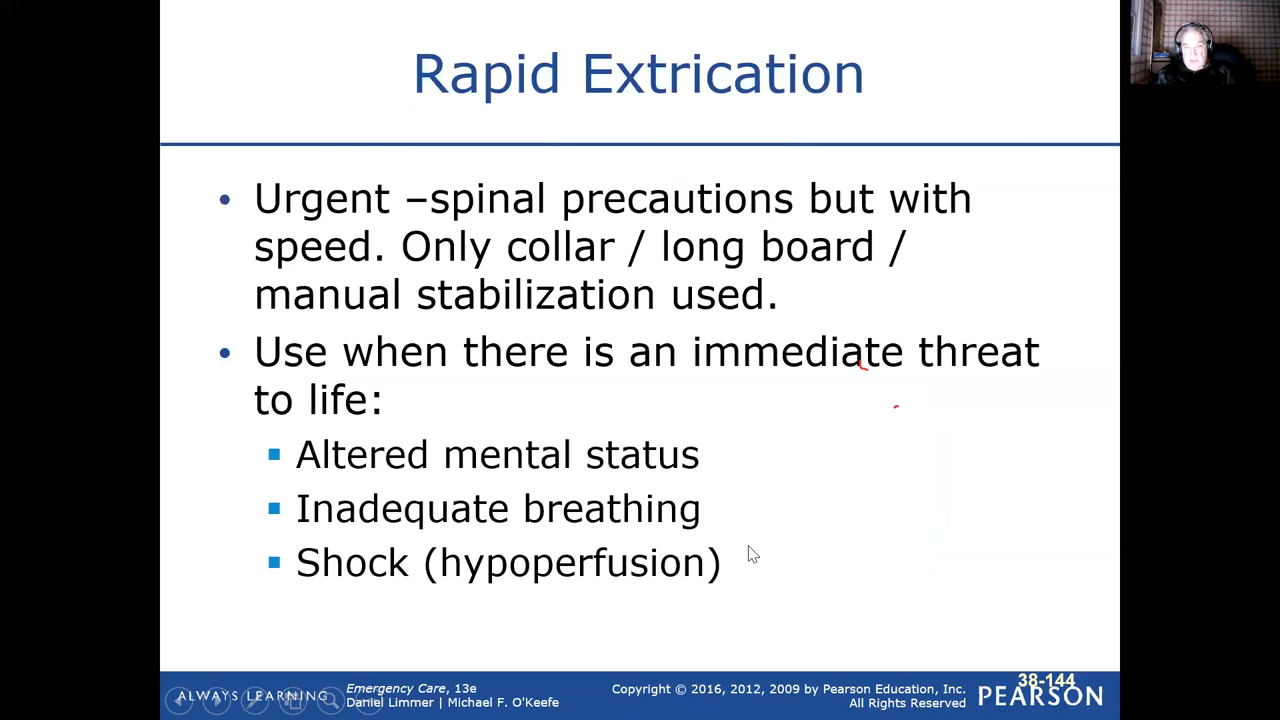 Rapid Extrication
• Urgent –spinal precautions but with
speed. Only collar / long board /
manual stabilization used.
• Use when there is an immediate threat
to life:
▪ Altered mental status
▪ Inadequate breathing
▪ Shock (hypoperfusion)
38-144
ALWAYS LEARNING
Emergency Care, 13e
Daniel Limmer | Michael F. O'Keefe
Copyright © 2016, 2012, 2009 by Pearson Education, Inc.
All Rights Reserved
PEARSON